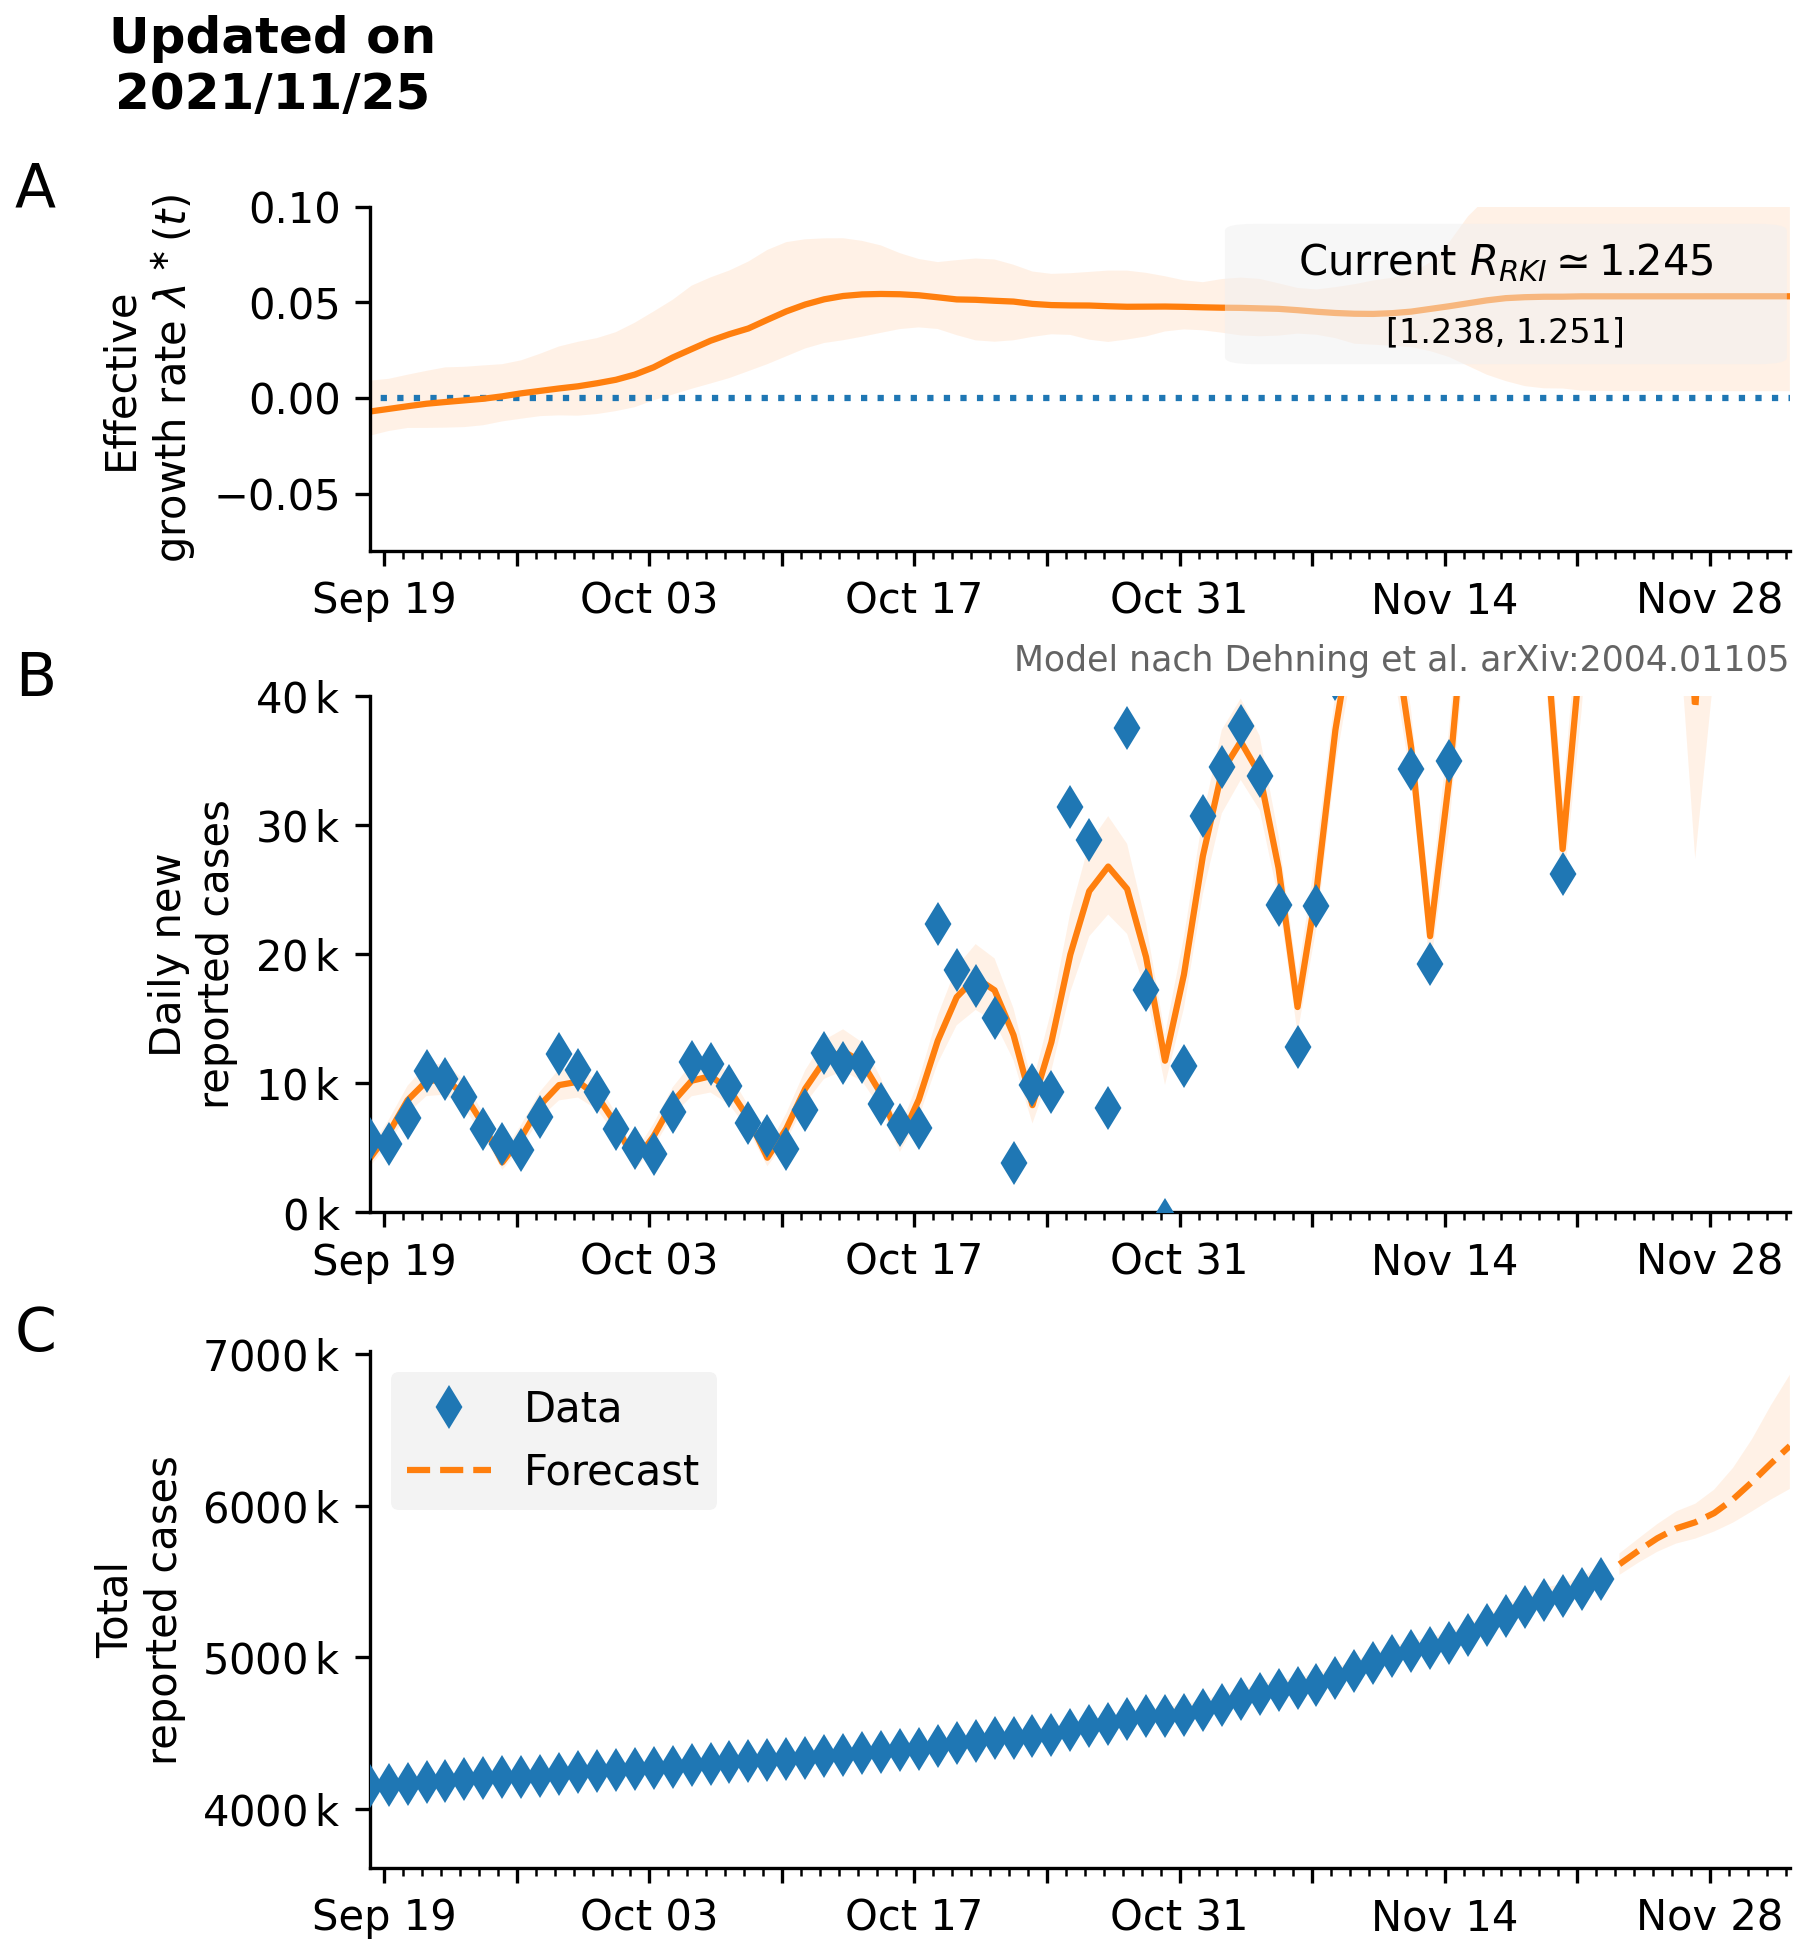 Updated on
2021/11/25
A
Effective
growth rate λ * (t)
0.10
0.05
0.00
−0.05
Current R_RKI ≃ 1.245
[1.238, 1.251]
Sep 19 Oct 03 Oct 17 Oct 31 Nov 14 Nov 28
Model nach Dehning et al. arXiv:2004.01105
B
Daily new
reported cases
40 k
30 k
20 k
10 k
0 k
Sep 19 Oct 03 Oct 17 Oct 31 Nov 14 Nov 28
C
Total
reported cases
7000 k
6000 k
5000 k
4000 k
Data
Forecast
Sep 19 Oct 03 Oct 17 Oct 31 Nov 14 Nov 28